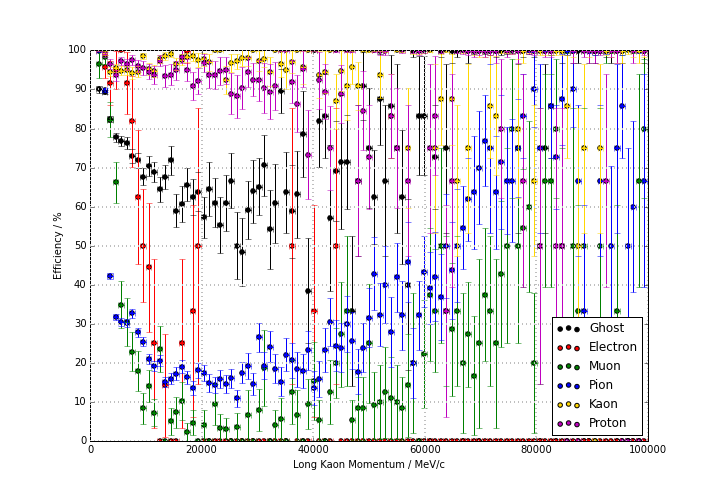 100
90
80
70
60
50
40
30
20
10
0
Efficiency / %
0 20000 40000 60000 80000 100000
Long Kaon Momentum / MeV/c
Ghost
Electron
Muon
Pion
Kaon
Proton